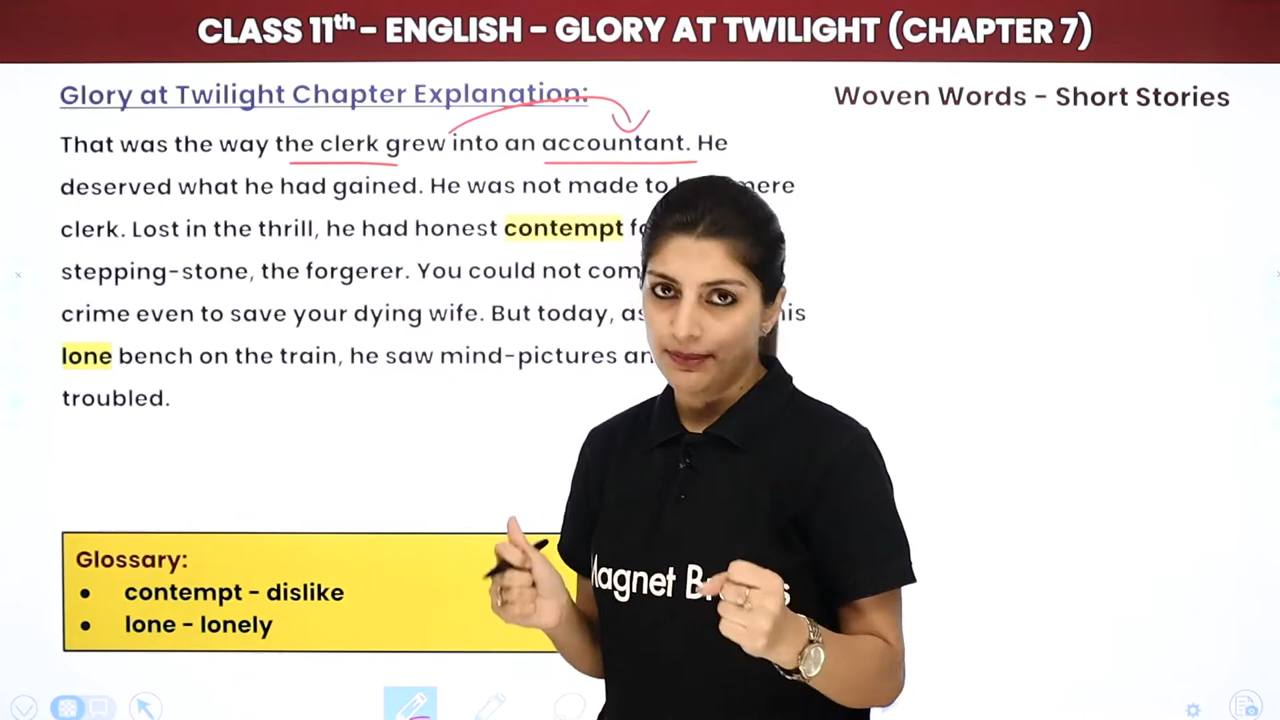 CLASS 11th - ENGLISH - GLORY AT TWILIGHT (CHAPTER 7)
Glory at Twilight Chapter Explanation:
Woven Words - Short Stories
That was the way the clerk grew into an accountant. He
deserved what he had gained. He was not made to mere
clerk. Lost in the thrill, he had honest contempt
stepping-stone, the forgerer. You could not
crime even to save your dying wife. But today,
lone bench on the train, he saw mind-pictures
troubled.
Glossary:
• contempt - dislike
• lone - lonely
Magnet